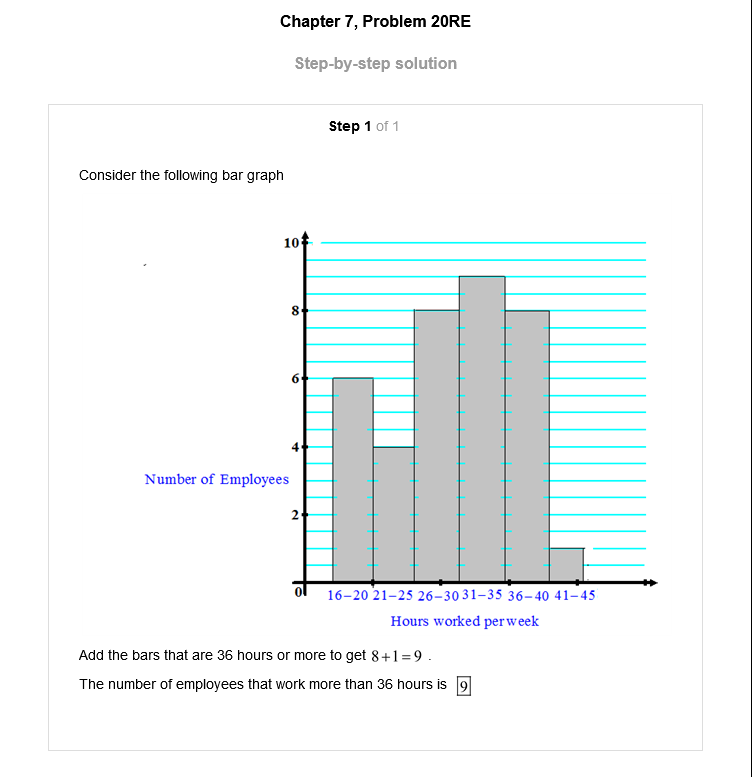 Chapter 7, Problem 20RE
Step-by-step solution
Step 1 of 1
Consider the following bar graph
10
8
6
4
Number of Employees
2
0
16–20 21–25 26–30 31–35 36–40 41–45
Hours worked per week
Add the bars that are 36 hours or more to get 8+1=9 .
The number of employees that work more than 36 hours is 9